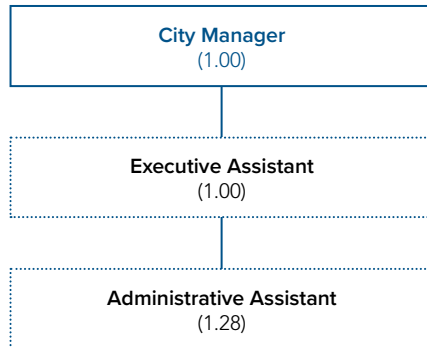 City Manager
(1.00)
Executive Assistant
(1.00)
Administrative Assistant
(1.28)